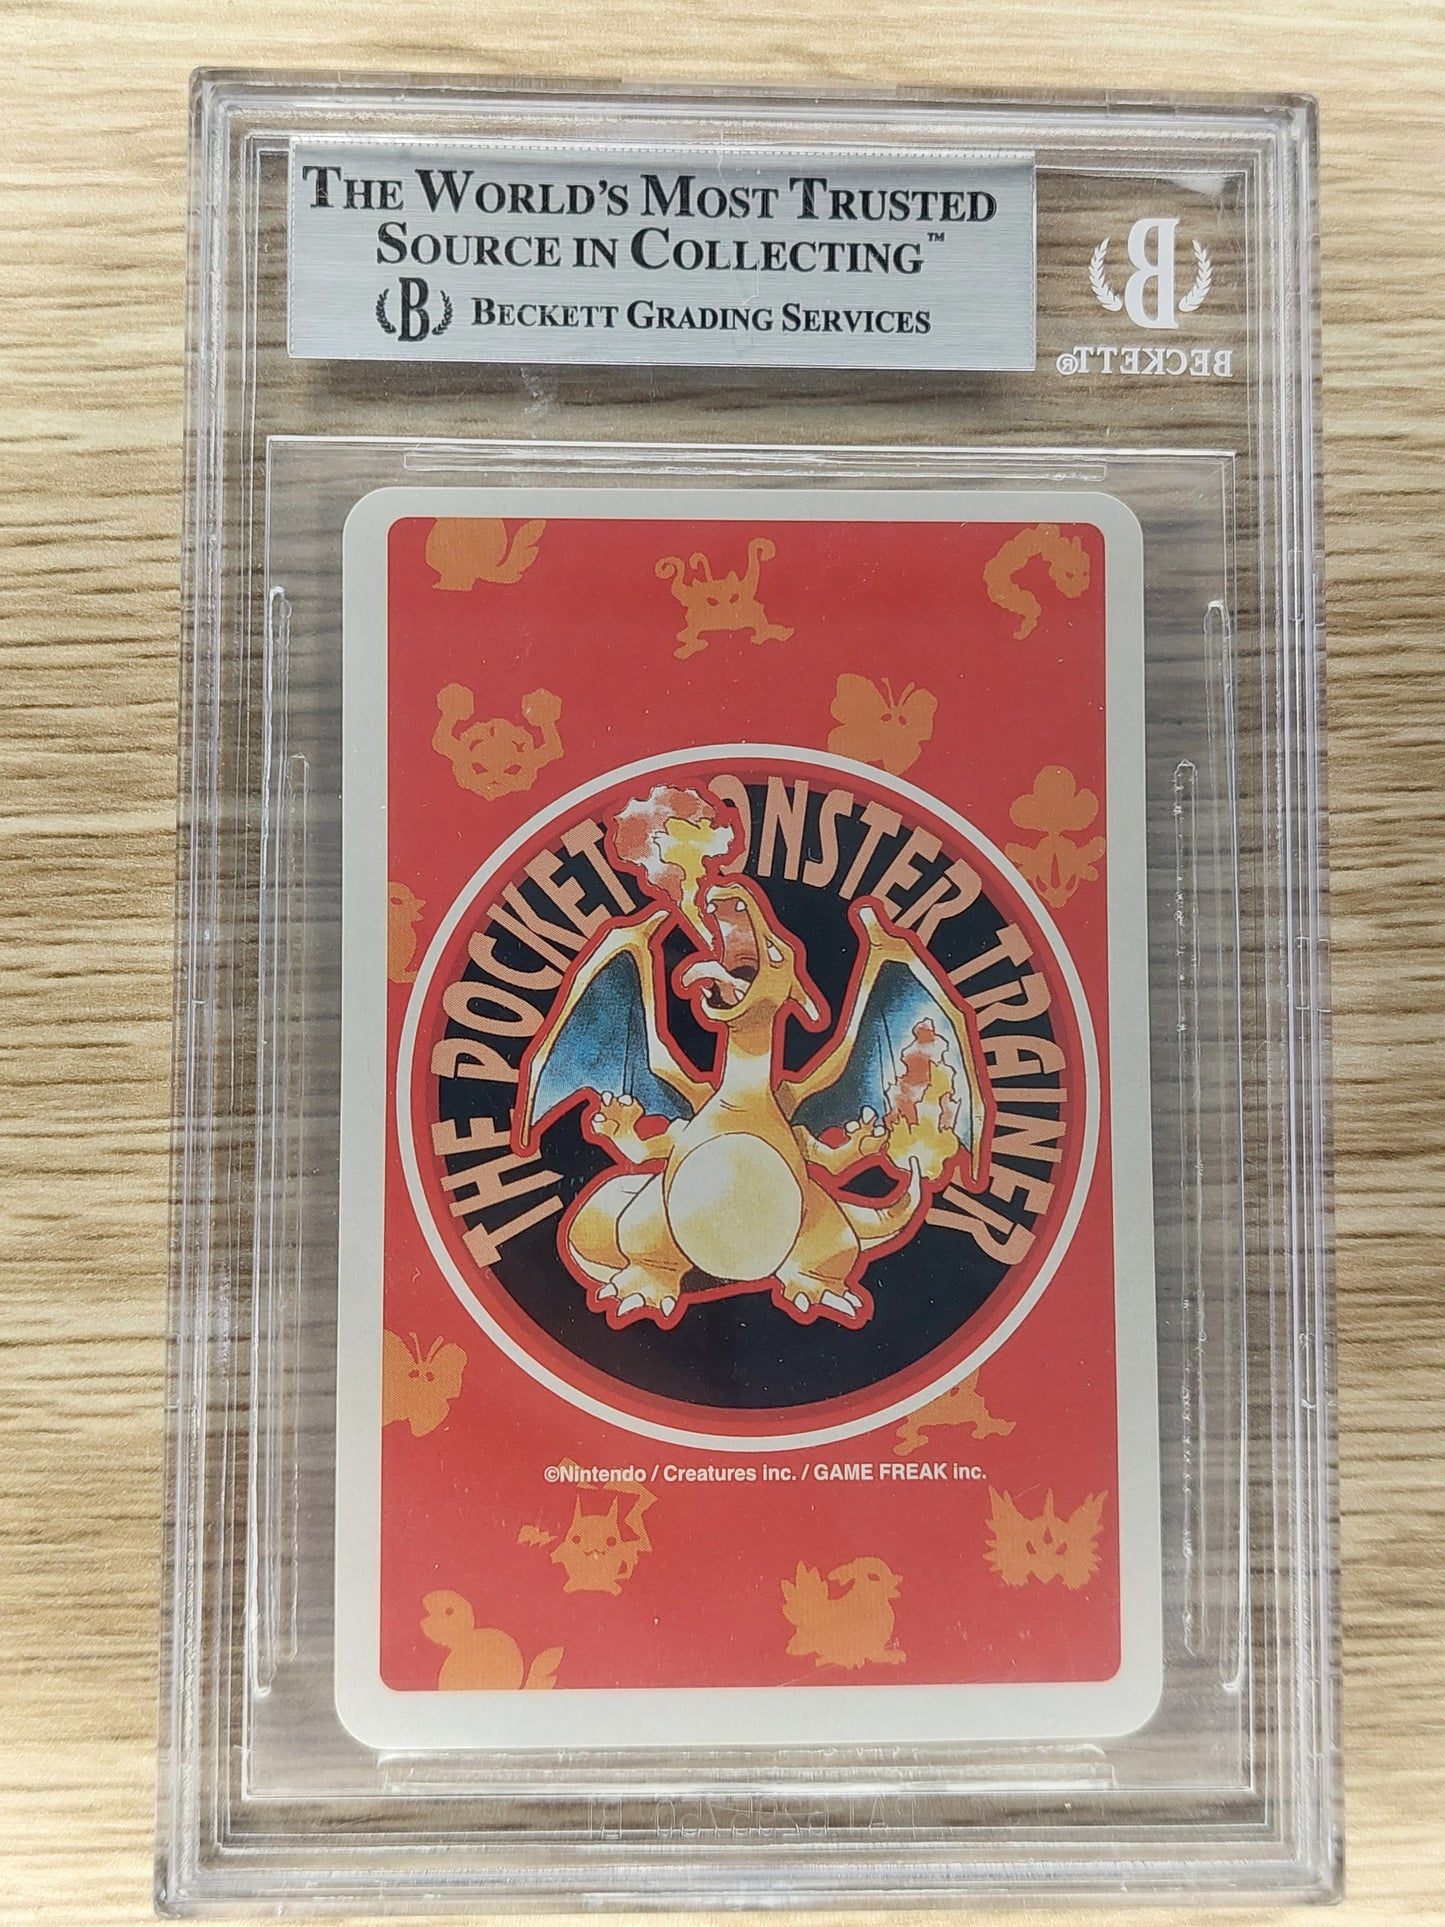 THE WORLD'S MOST TRUSTED
SOURCE IN COLLECTING™
B BECKETT GRADING SERVICES
B
BECKETT®
THE POCKET MONSTER TRAINER
©Nintendo / Creatures inc. / GAME FREAK inc.